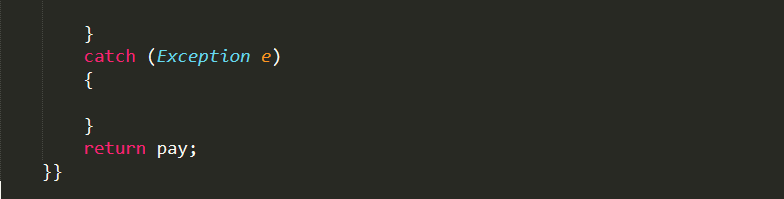 }
catch (Exception e)
{
}
return pay;
}}